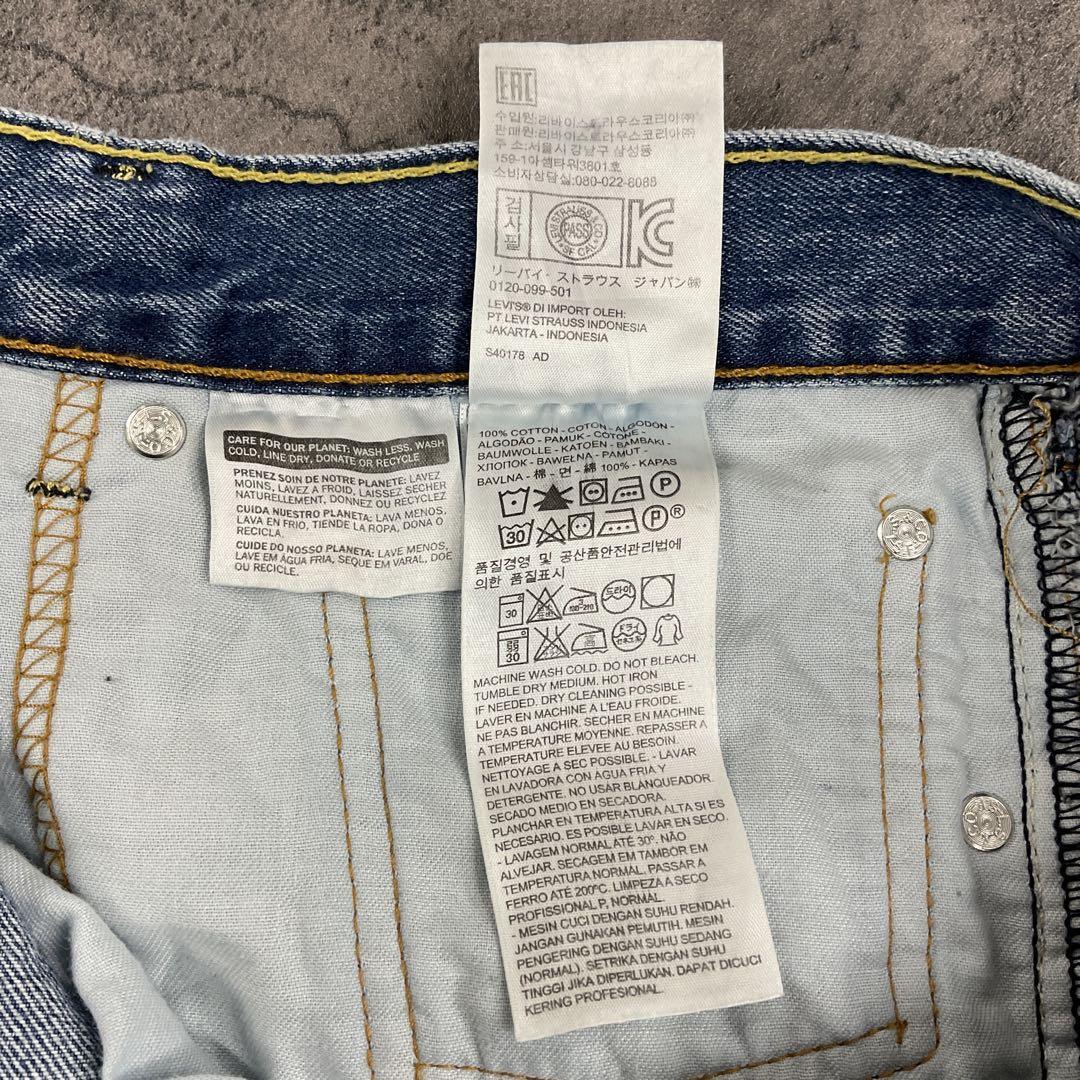 EAC
수입원:리바이스트라우스코리아㈜
판매원:리바이스트라우스코리아㈜
주 소:서울시 강남구 삼성동
159-1아셈타워3601호
소비자상담실:080-022-8088
검사필
LEVI STRAUSS & CO
PASS
SF CAL
リーバイ・ストラウス ジャパン㈱
0120-099-501
LEVI'S® DI IMPORT OLEH:
PT LEVI STRAUSS INDONESIA
JAKARTA - INDONESIA
S40178 AD
CARE FOR OUR PLANET: WASH LESS, WASH
COLD, LINE DRY, DONATE OR RECYCLE
PRENEZ SOIN DE NOTRE PLANETE: LAVEZ
MOINS, LAVEZ A FROID, LAISSEZ SECHER
NATURELLEMENT, DONNEZ OU RECYCLEZ
CUIDA NUESTRO PLANETA: LAVA MENOS,
LAVA EN FRIO, TIENDE LA ROPA, DONA O
RECICLA.
CUIDE DO NOSSO PLANETA: LAVE MENOS,
LAVE EM ÁGUA FRIA, SEQUE EM VARAL, DOE
OU RECICLE.
100% COTTON - COTON - ALGODON -
ALGODÃO - PAMUK - COTONE -
BAUMWOLLE - KATOEN - BAMBAKI -
ХЛОПОК - BAWEŁNA - PAMUT -
BAVLNA - 棉 - 면 - 綿 100% - KAPAS
P
30 P®
품질경영 및 공산품안전관리법에
의한 품질표시
30 드라이
弱 30 ドライ
MACHINE WASH COLD. DO NOT BLEACH.
TUMBLE DRY MEDIUM. HOT IRON
IF NEEDED. DRY CLEANING POSSIBLE -
LAVER EN MACHINE A L'EAU FROIDE.
NE PAS BLANCHIR. SECHER EN MACHINE
A TEMPERATURE MOYENNE. REPASSER A
TEMPERATURE ELEVEE AU BESOIN.
NETTOYAGE A SEC POSSIBLE. - LAVAR
EN LAVADORA CON AGUA FRIA Y
DETERGENTE. NO USAR BLANQUEADOR.
SECADO MEDIO EN SECADORA.
PLANCHAR EN TEMPERATURA ALTA SI ES
NECESARIO. ES POSIBLE LAVAR EN SECO.
- LAVAGEM NORMAL ATÉ 30º. NÃO
ALVEJAR. SECAGEM EM TAMBOR EM
TEMPERATURA NORMAL. PASSAR A
FERRO ATÉ 200ºC. LIMPEZA A SECO
PROFISSIONAL P, NORMAL.
- MESIN CUCI DENGAN SUHU RENDAH.
JANGAN GUNAKAN PEMUTIH. MESIN
PENGERING DENGAN SUHU SEDANG
(NORMAL). SETRIKA DENGAN SUHU
TINGGI JIKA DIPERLUKAN. DAPAT DICUCI
KERING PROFESIONAL.